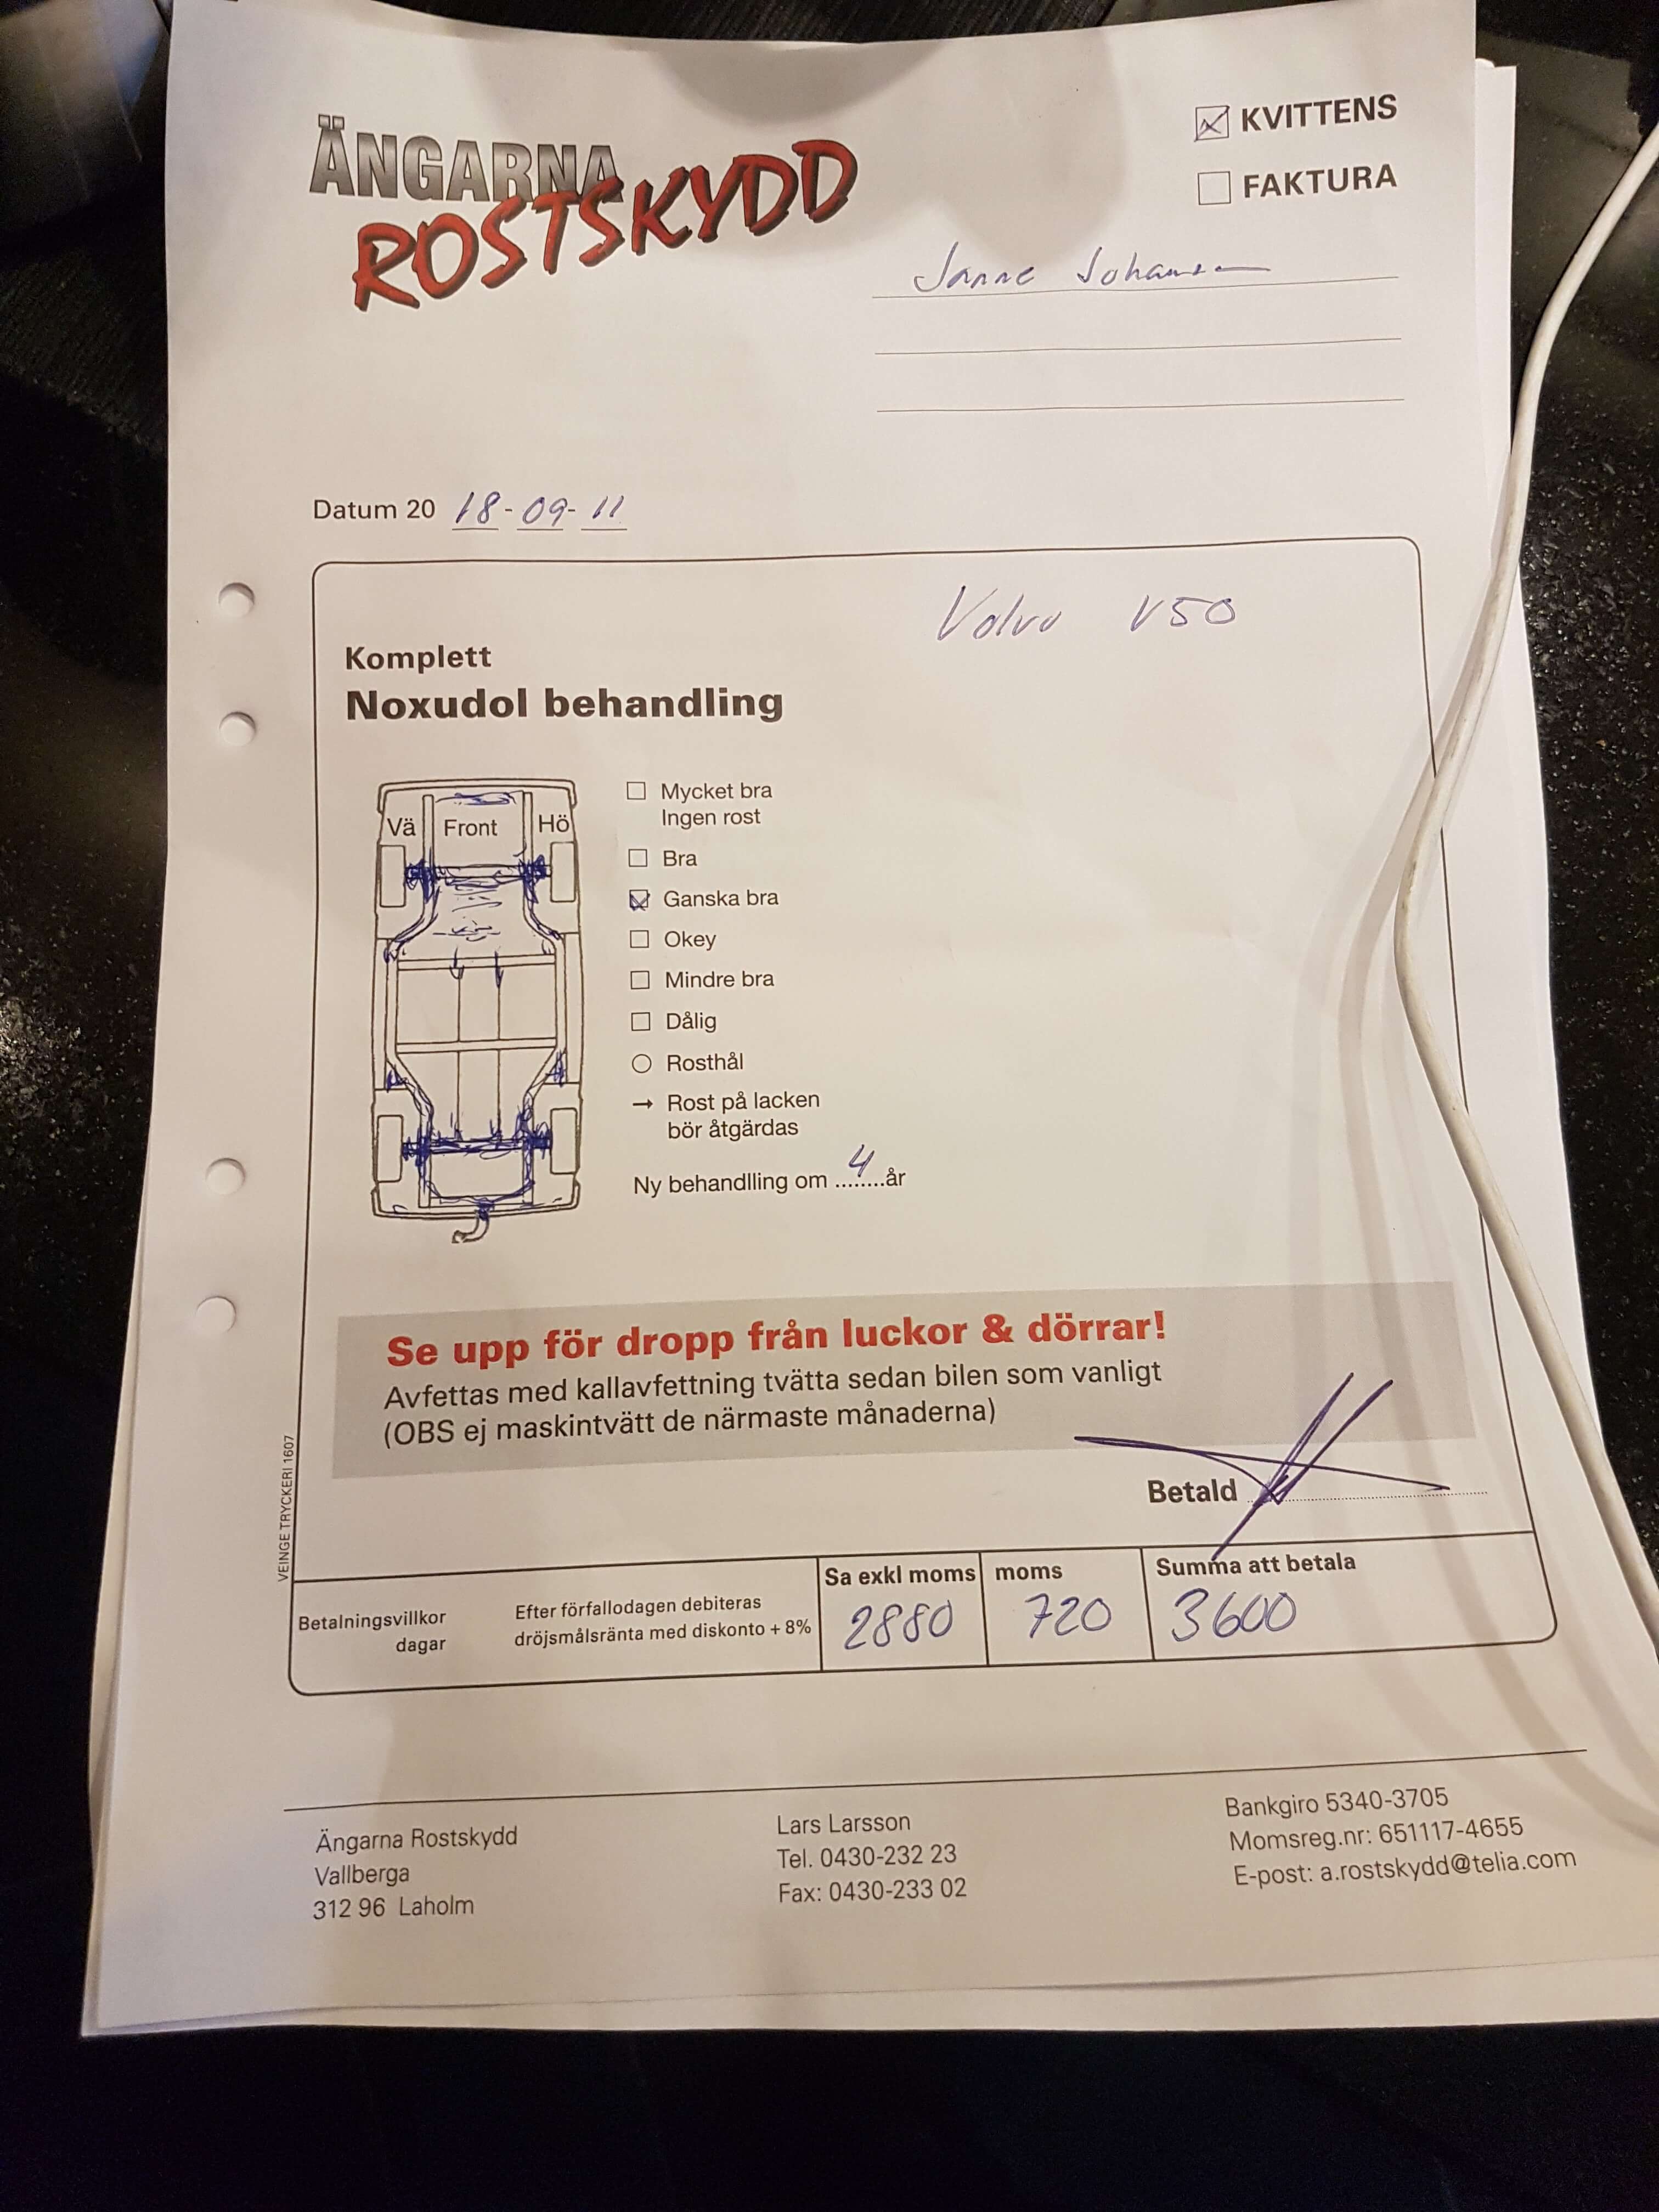 ÄNGARNA
ROSTSKYDD
KVITTENS
FAKTURA
Janne Johansson
Datum 20 18-09-11
Volvo V50
Komplett
Noxudol behandling
Vä Front Hö
Mycket bra
Ingen rost
Bra
Ganska bra
Okey
Mindre bra
Dålig
Rosthål
→ Rost på lacken
bör åtgärdas
Ny behandlling om ...4...år
Se upp för dropp från luckor & dörrar!
Avfettas med kallavfettning tvätta sedan bilen som vanligt
(OBS ej maskintvätt de närmaste månaderna)
VEINGE TRYCKERI 1607
Betald
Betalningsvillkor
dagar
Efter förfallodagen debiteras
dröjsmålsränta med diskonto + 8%
Sa exkl moms
2880
moms
720
Summa att betala
3600
Ängarna Rostskydd
Vallberga
312 96 Laholm
Lars Larsson
Tel. 0430-232 23
Fax: 0430-233 02
Bankgiro 5340-3705
Momsreg.nr: 651117-4655
E-post: a.rostskydd@telia.com